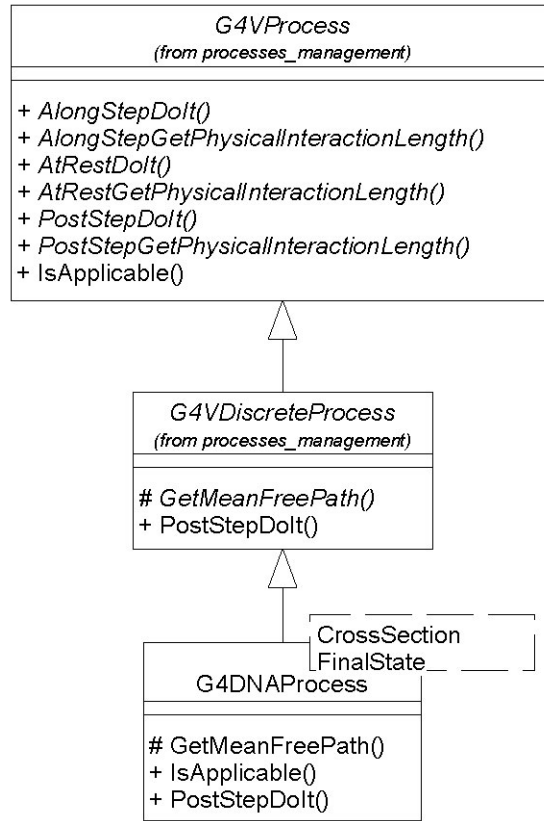 G4VProcess
(from processes_management)
+ AlongStepDoIt()
+ AlongStepGetPhysicalInteractionLength()
+ AtRestDoIt()
+ AtRestGetPhysicalInteractionLength()
+ PostStepDoIt()
+ PostStepGetPhysicalInteractionLength()
+ IsApplicable()
G4VDiscreteProcess
(from processes_management)
# GetMeanFreePath()
+ PostStepDoIt()
CrossSection
FinalState
G4DNAProcess
# GetMeanFreePath()
+ IsApplicable()
+ PostStepDoIt()